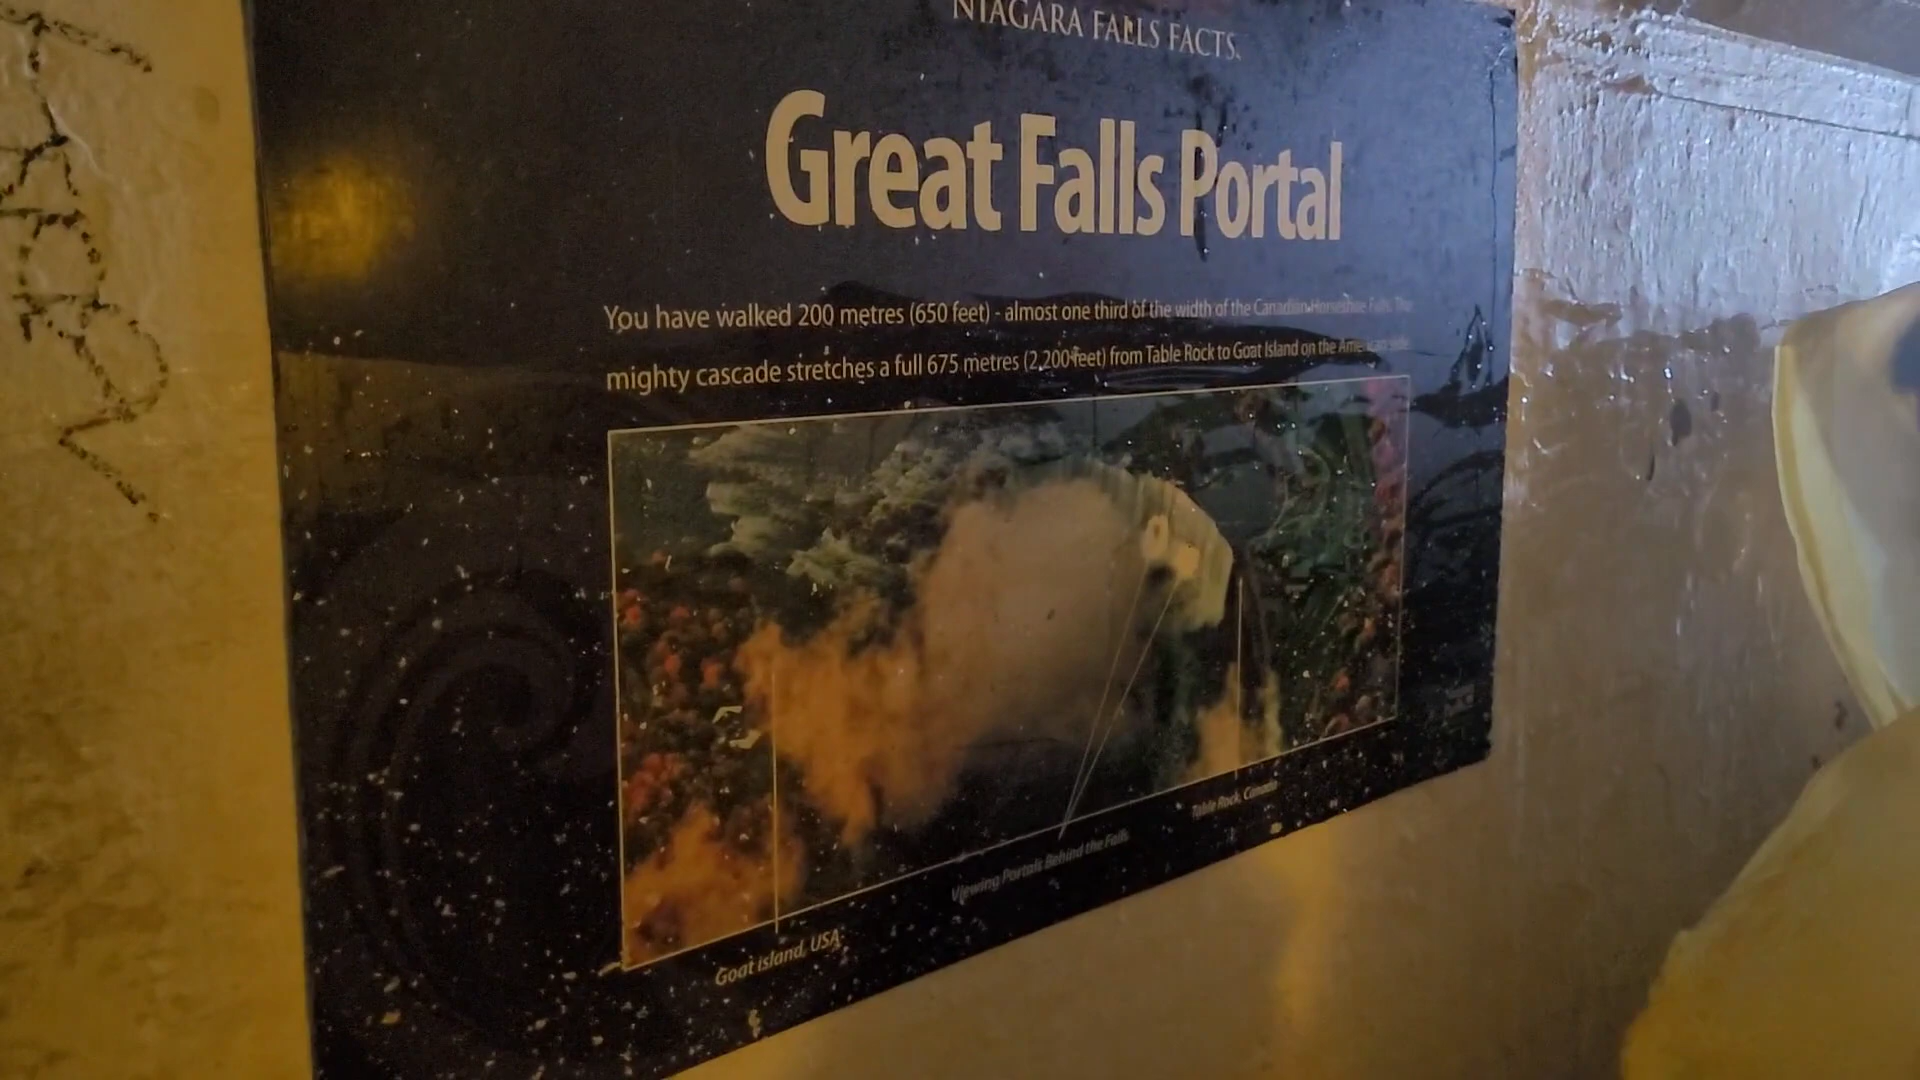 NIAGARA FALLS FACTS
Great Falls Portal
You have walked 200 metres (650 feet) - almost one third of the width of the Canadian Horseshoe Falls. The
mighty cascade stretches a full 675 metres (2,200 feet) from Table Rock to Goat Island on the American side.
Table Rock, Canada
Viewing Portals Behind the Falls
Goat island, USA